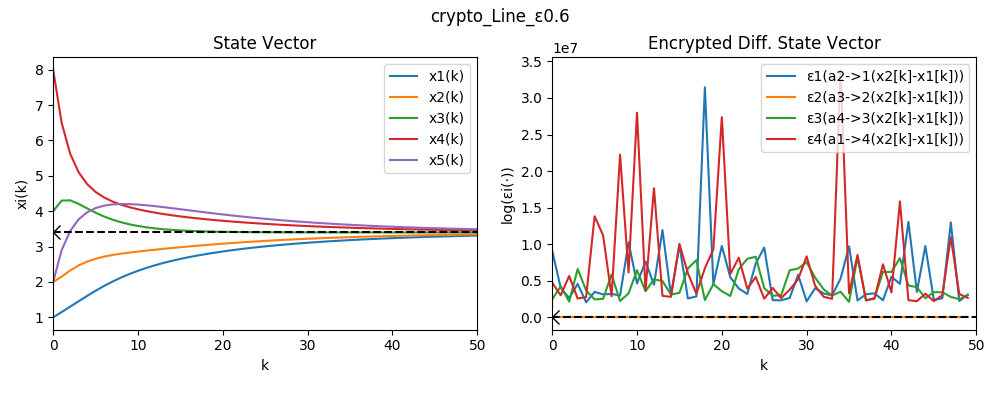 crypto_Line_ε0.6
State Vector
xi(k)
8
7
6
5
4
3
2
1
0
10
20
30
40
50
k
x1(k)
x2(k)
x3(k)
x4(k)
x5(k)
Encrypted Diff. State Vector
1e7
log(εi(·))
3.5
3.0
2.5
2.0
1.5
1.0
0.5
0.0
0
10
20
30
40
50
k
ε1(a2->1(x2[k]-x1[k]))
ε2(a3->2(x2[k]-x1[k]))
ε3(a4->3(x2[k]-x1[k]))
ε4(a1->4(x2[k]-x1[k]))